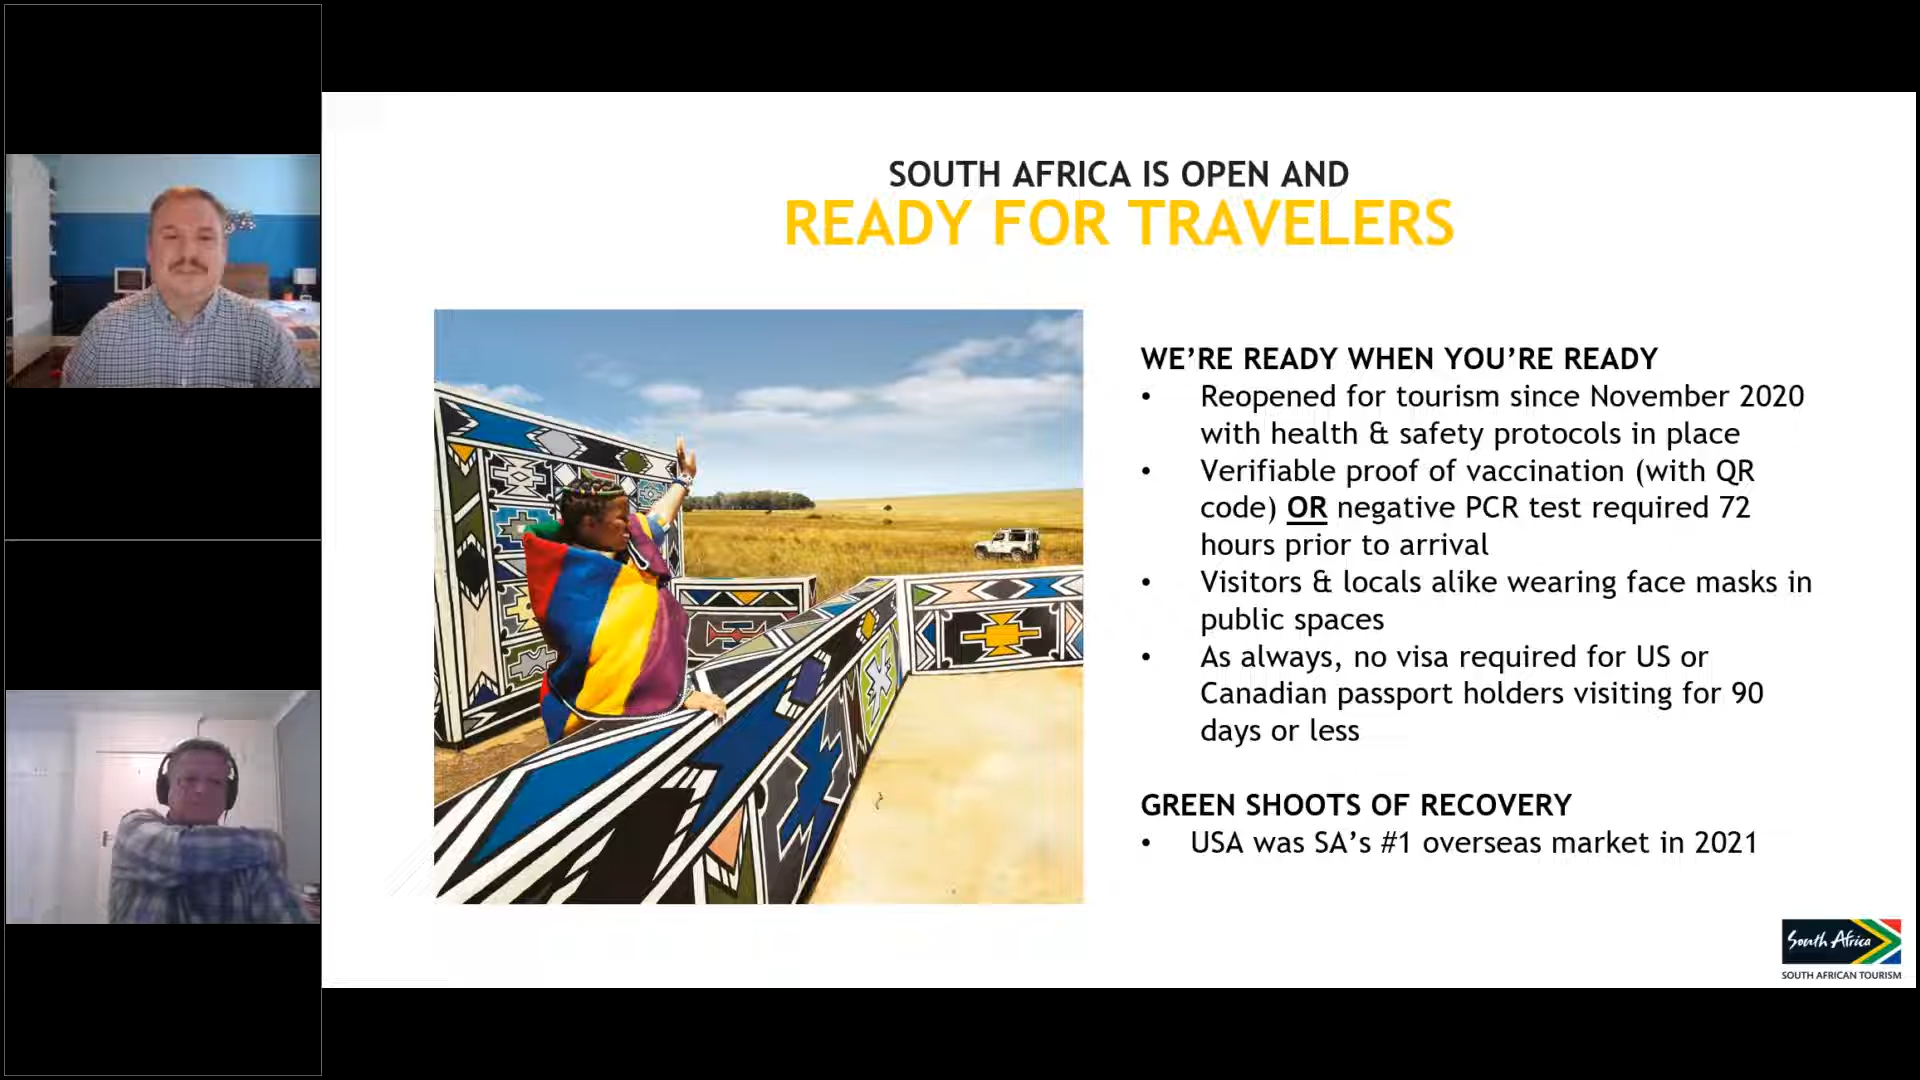 SOUTH AFRICA IS OPEN AND
READY FOR TRAVELERS
WE’RE READY WHEN YOU’RE READY
• Reopened for tourism since November 2020
with health & safety protocols in place
• Verifiable proof of vaccination (with QR
code) OR negative PCR test required 72
hours prior to arrival
• Visitors & locals alike wearing face masks in
public spaces
• As always, no visa required for US or
Canadian passport holders visiting for 90
days or less
GREEN SHOOTS OF RECOVERY
• USA was SA’s #1 overseas market in 2021
South Africa
SOUTH AFRICAN TOURISM